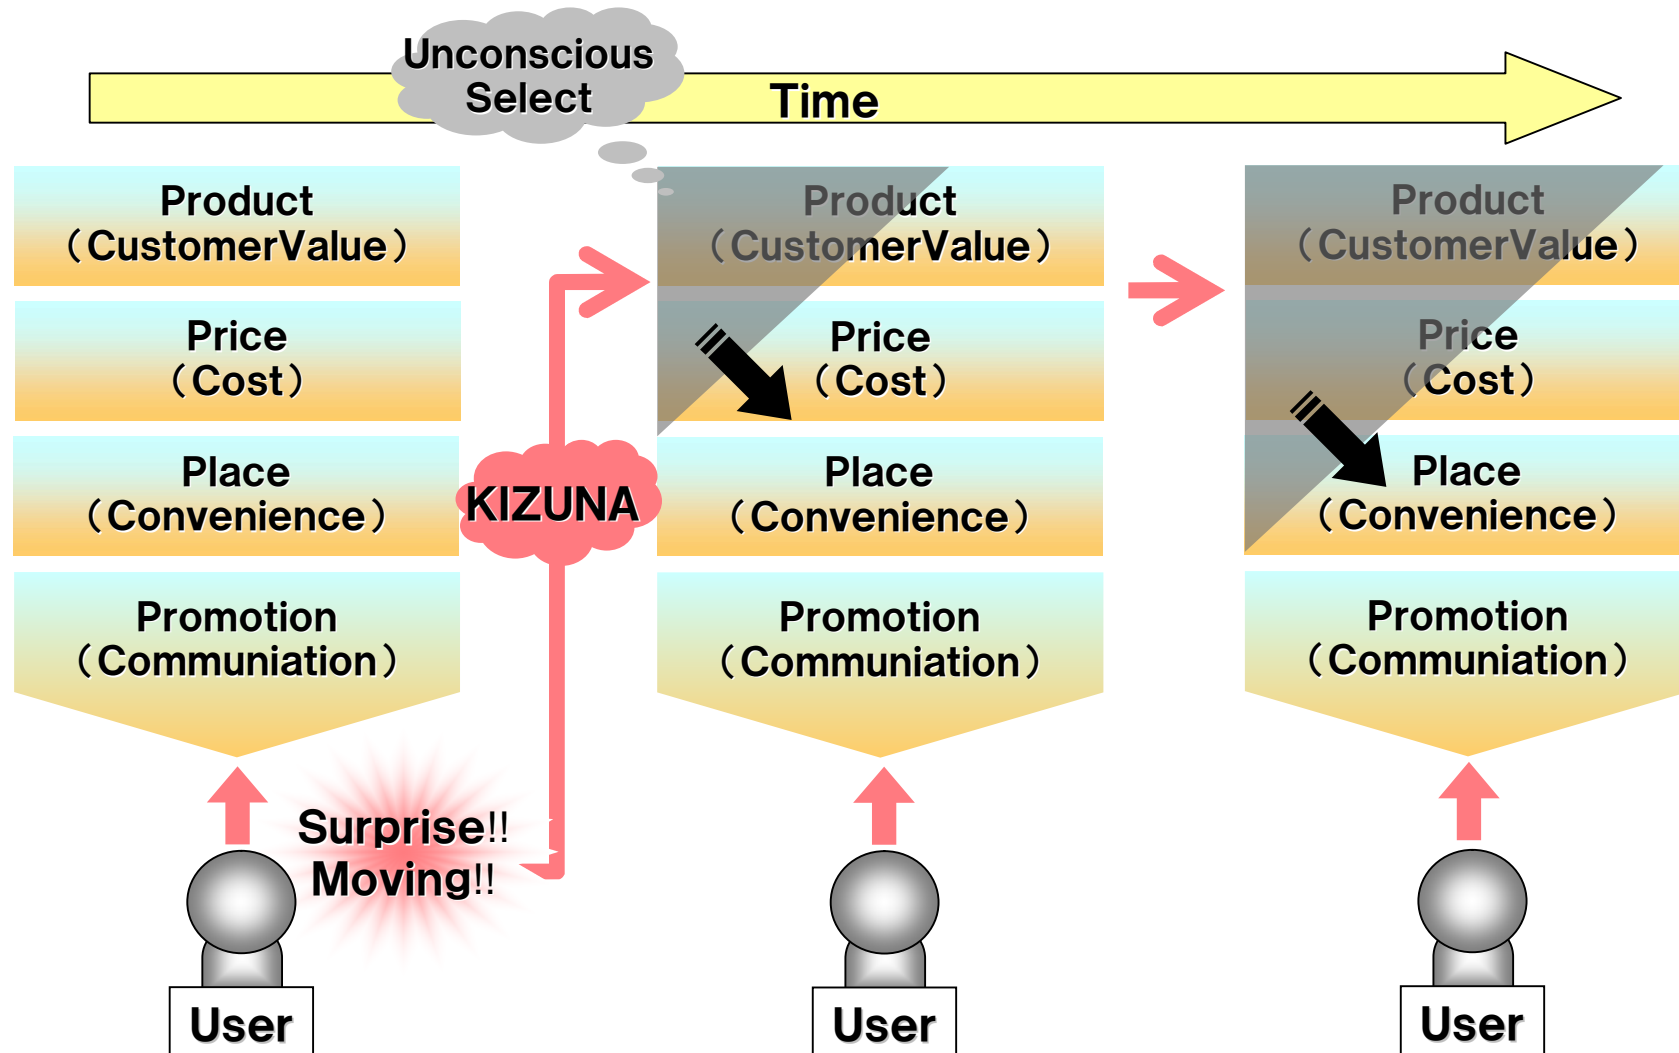 Unconscious
Select
Time
Product
（CustomerValue）
Price
（Cost）
Place
（Convenience）
Promotion
（Communiation）
Surprise!!
Moving!!
User
KIZUNA
Product
（CustomerValue）
Price
（Cost）
Place
（Convenience）
Promotion
（Communiation）
User
Product
（CustomerValue）
Price
（Cost）
Place
（Convenience）
Promotion
（Communiation）
User